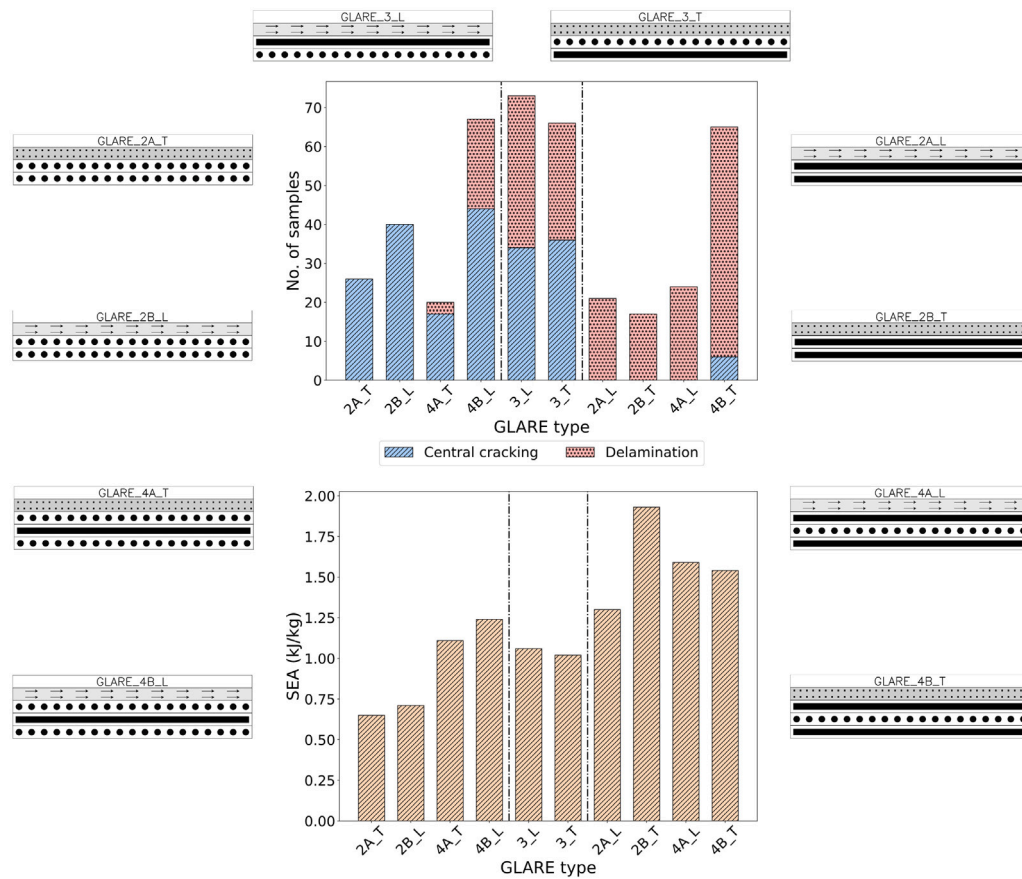 GLARE_3_L
GLARE_3_T
GLARE_2A_T
GLARE_2A_L
GLARE_2B_L
GLARE_2B_T
No. of samples
70
60
50
40
30
20
10
0
2A_T 2B_L 4A_T 4B_L 3_L 3_T 2A_L 2B_T 4A_L 4B_T
GLARE type
Central cracking Delamination
GLARE_4A_T
GLARE_4A_L
GLARE_4B_L
GLARE_4B_T
SEA (kJ/kg)
2.00
1.75
1.50
1.25
1.00
0.75
0.50
0.25
0.00
2A_T 2B_L 4A_T 4B_L 3_L 3_T 2A_L 2B_T 4A_L 4B_T
GLARE type